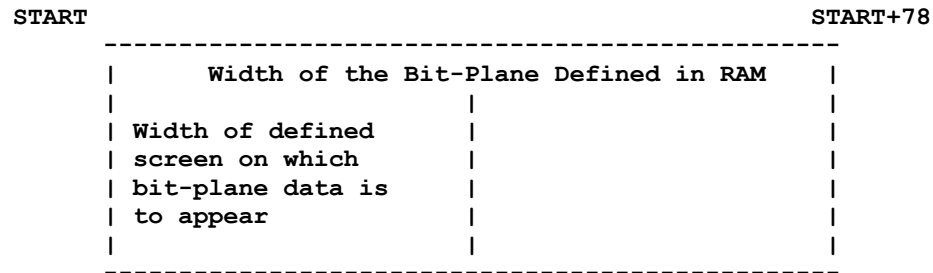 START START+78
Width of the Bit-Plane Defined in RAM
Width of defined
screen on which
bit-plane data is
to appear